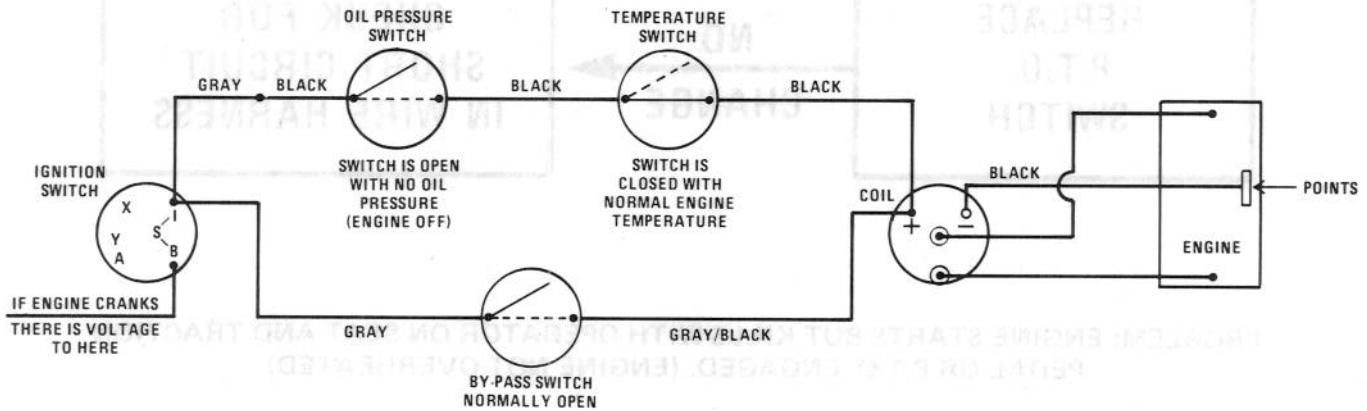 OIL PRESSURE
SWITCH
TEMPERATURE
SWITCH
GRAY
BLACK
BLACK
BLACK
SWITCH IS OPEN
WITH NO OIL
PRESSURE
(ENGINE OFF)
SWITCH IS
CLOSED WITH
NORMAL ENGINE
TEMPERATURE
IGNITION
SWITCH
X
I
S
Y
B
A
COIL
+
−
BLACK
POINTS
ENGINE
IF ENGINE CRANKS
THERE IS VOLTAGE
TO HERE
GRAY
GRAY/BLACK
BY-PASS SWITCH
NORMALLY OPEN